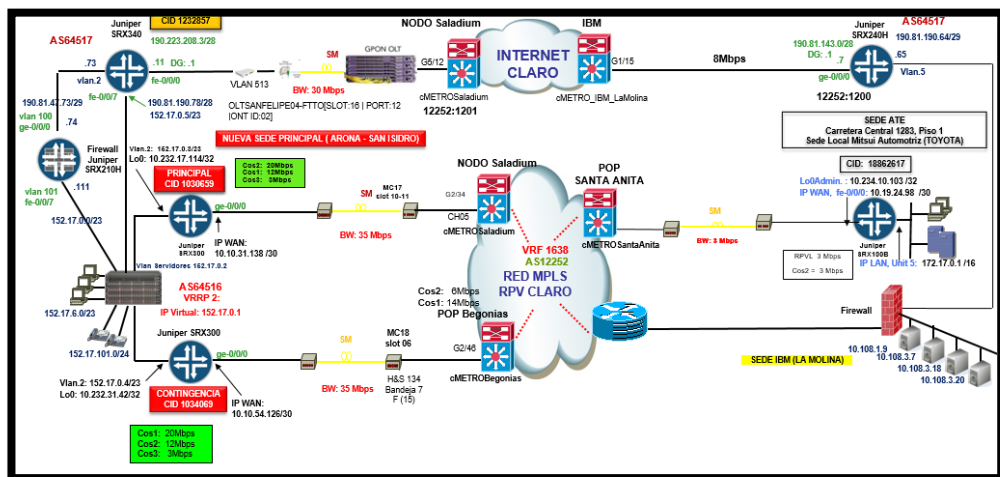 Juniper
SRX340
CID 1232857
AS64517
190.223.208.3/28
.73
.11
DG: .1
vlan.2
fe-0/0/0
fe-0/0/7
VLAN 513
SM
GPON OLT
BW: 30 Mbps
OLTSANFELIPE04-FTTO[SLOT:16 | PORT:12
[ONT ID:02]
NODO Saladium
G5/12
cMETROSaladium
12252:1201
INTERNET
CLARO
IBM
G1/15
cMETRO_IBM_LaMolina
8Mbps
Juniper
SRX240H
AS64517
190.81.143.0/28
190.81.190.64/29
DG: .1
.7
.65
ge-0/0/0
Vlan.5
12252:1200
190.81.47.73/29
190.81.190.78/28
152.17.0.5/23
vlan 100
ge-0/0/0
.74
Firewall
Juniper
SRX210H
.111
vlan 101
fe-0/0/7
152.17.0.0/23
NUEVA SEDE PRINCIPAL ( ARONA - SAN ISIDRO)
Vlan.2: 152.17.0.3/23
Lo0: 10.232.17.114/32
PRINCIPAL
CID 1030659
Cos2: 20Mbps
Cos1: 12Mbps
Cos3: 3Mbps
ge-0/0/0
Juniper
SRX300
IP WAN:
10.10.31.138 /30
SM
MC17
slot 10-11
BW: 35 Mbps
NODO Saladium
G2/34
CH05
cMETROSaladium
POP
SANTA ANITA
cMETROSantaAnita
VRF 1638
AS12252
RED MPLS
RPV CLARO
SM
BW: 3 Mbps
SEDE ATE
Carretera Central 1283, Piso 1
Sede Local Mitsui Automotriz (TOYOTA)
CID: 18862617
Lo0Admin. : 10.234.10.103 /32
IP WAN, fe-0/0/0: 10.19.24.98 /30
Juniper
SRX100B
RPVL 3 Mbps
Cos2 = 3 Mbps
IP LAN, Unit 5: 172.17.0.1 /16
Vlan Servidores 152.17.0.2
AS64516
VRRP 2:
IP Virtual: 152.17.0.1
152.17.6.0/23
152.17.101.0/24
Juniper SRX300
ge-0/0/0
Vlan.2: 152.17.0.4/23
Lo0: 10.232.31.42/32
CONTINGENCIA
CID 1034069
IP WAN:
10.10.54.126/30
Cos1: 20Mbps
Cos2: 12Mbps
Cos3: 3Mbps
SM
MC18
slot 06
BW: 35 Mbps
H&S 134
Bandeja 7
F (15)
Cos2: 6Mbps
Cos1: 14Mbps
POP Begonias
G2/46
cMETROBegonias
Firewall
SEDE IBM (LA MOLINA)
10.108.1.9
10.108.3.7
10.108.3.18
10.108.3.20